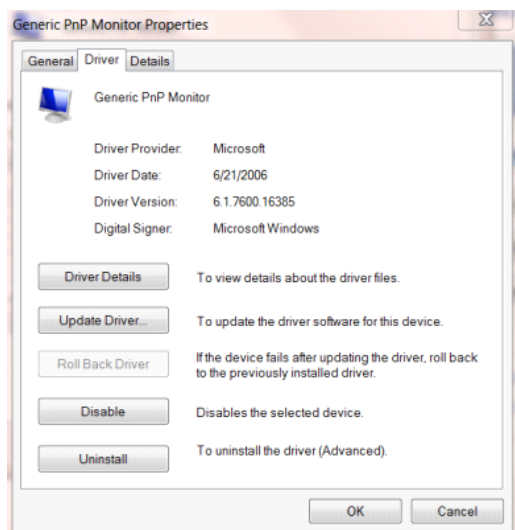 Generic PnP Monitor Properties
General Driver Details
Generic PnP Monitor
Driver Provider: Microsoft
Driver Date: 6/21/2006
Driver Version: 6.1.7600.16385
Digital Signer: Microsoft Windows
Driver Details To view details about the driver files.
Update Driver... To update the driver software for this device.
Roll Back Driver If the device fails after updating the driver, roll back
to the previously installed driver.
Disable Disables the selected device.
Uninstall To uninstall the driver (Advanced).
OK Cancel